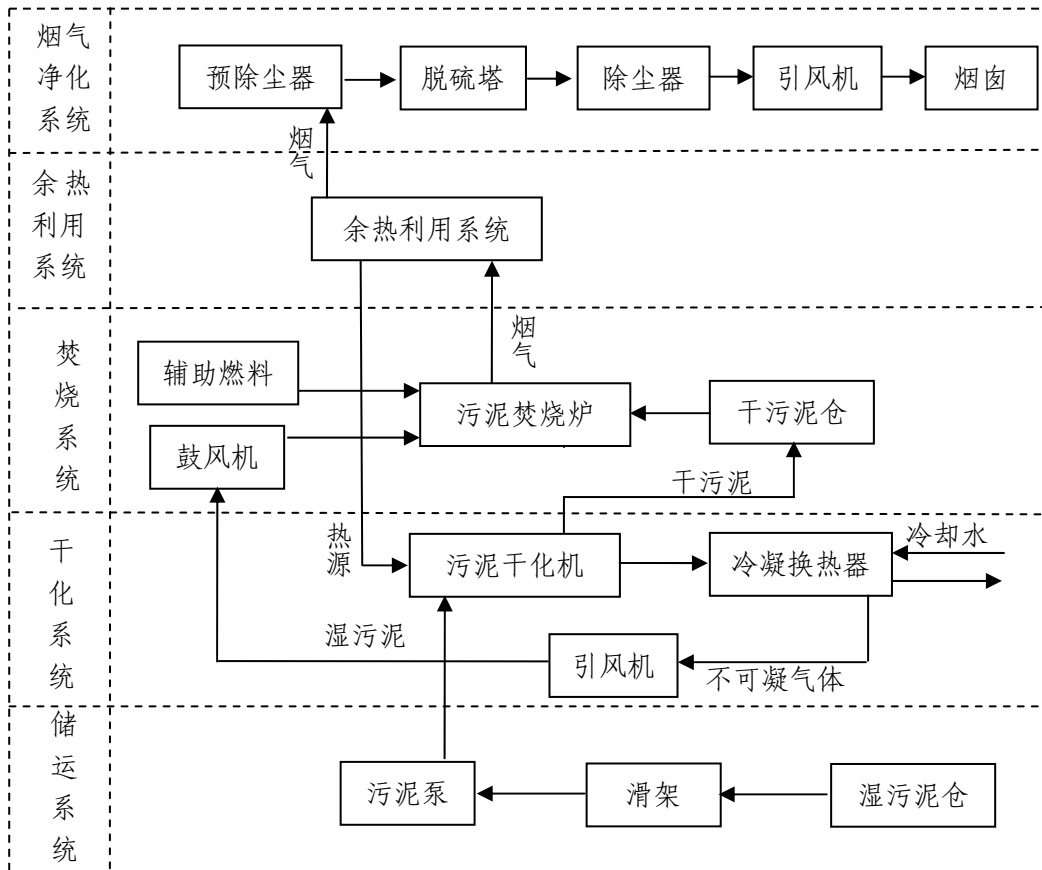 烟气
净化
系统
预除尘器
脱硫塔
除尘器
引风机
烟囱
烟
气
余热
利用
系统
余热利用系统
焚
烧
系
统
烟
气
辅助燃料
污泥焚烧炉
干污泥仓
鼓风机
干污泥
干
化
系
统
热
源
污泥干化机
冷凝换热器
冷却水
湿污泥
引风机
不可凝气体
储
运
系
统
污泥泵
滑架
湿污泥仓